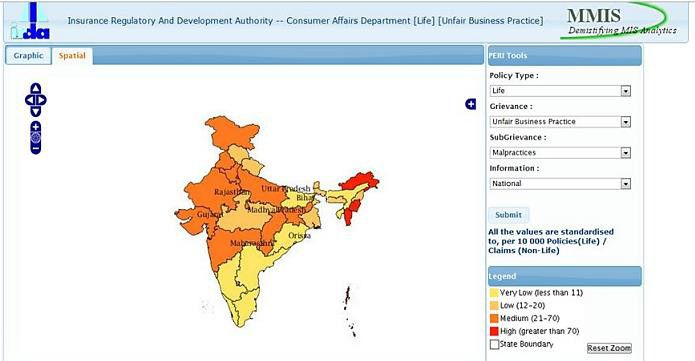 irda
Insurance Regulatory And Development Authority -- Consumer Affairs Department [Life] [Unfair Business Practice]
MMIS
Demistifying MIS Analytics
Graphic
Spatial
Rajasthan
Uttar Pradesh
Bihar
Gujarat
Madhya Pradesh
Orissa
Maharashtra
PERI Tools
Policy Type :
Life
Grievance :
Unfair Business Practice
SubGrievance :
Malpractices
Information :
National
Submit
All the values are standardised
to, per 10 000 Policies(Life) /
Claims (Non-Life)
Legend
Very Low (less than 11)
Low (12-20)
Medium (21-70)
High (greater than 70)
State Boundary
Reset Zoom